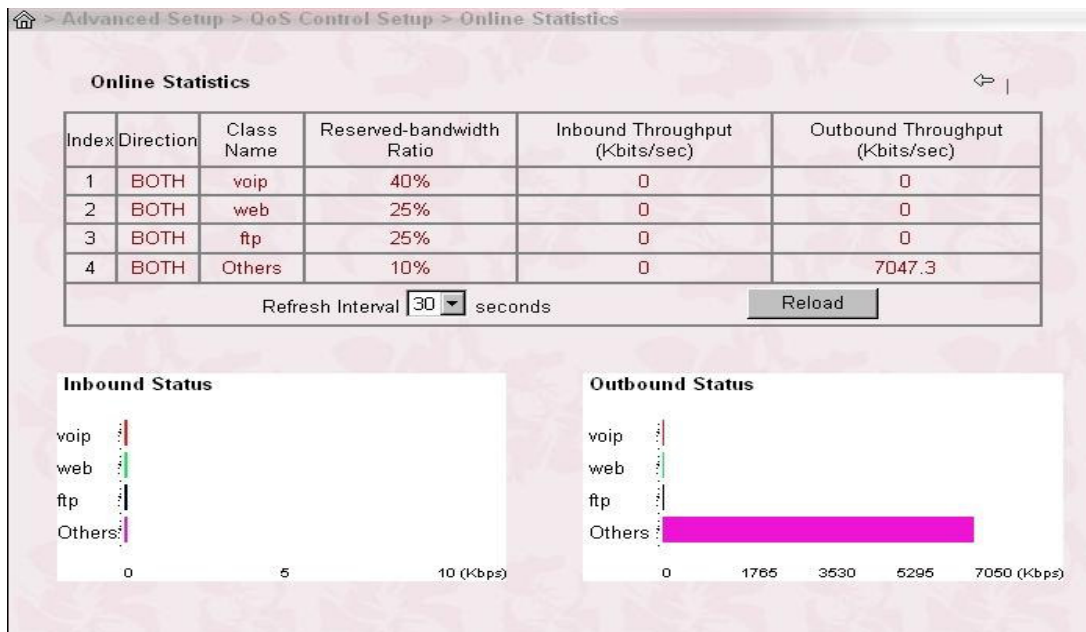 > Advanced Setup > QoS Control Setup > Online Statistics
Online Statistics
Index Direction Class Name Reserved-bandwidth Ratio Inbound Throughput (Kbits/sec) Outbound Throughput (Kbits/sec)
1 BOTH voip 40% 0 0
2 BOTH web 25% 0 0
3 BOTH ftp 25% 0 0
4 BOTH Others 10% 0 7047.3
Refresh Interval 30 seconds Reload
Inbound Status
voip
web
ftp
Others
0 5 10 (Kbps)
Outbound Status
voip
web
ftp
Others
0 1765 3530 5295 7050 (Kbps)